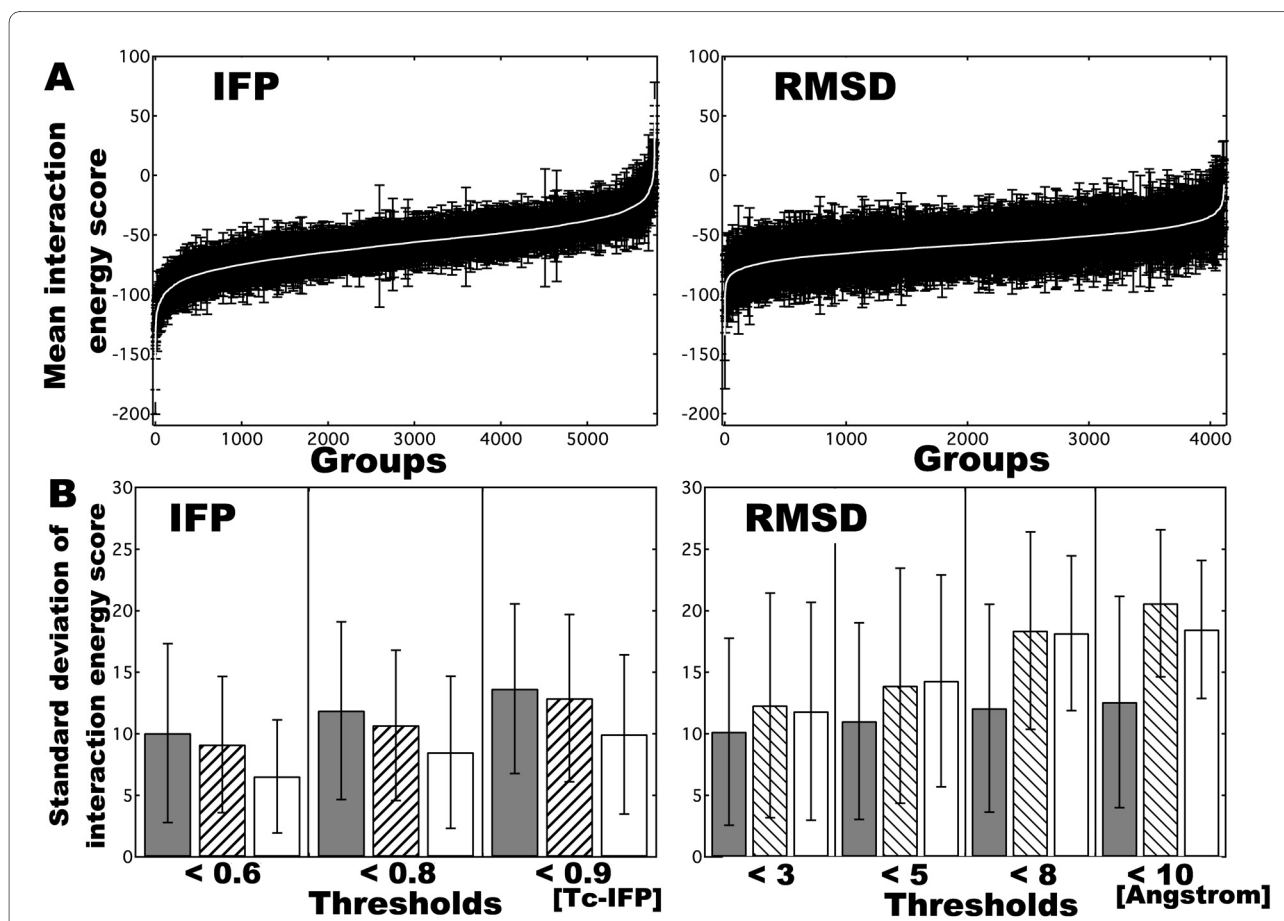 A
IFP
RMSD
Mean interaction
energy score
100
50
0
-50
-100
-150
-200
0 1000 2000 3000 4000 5000
Groups
100
50
0
-50
-100
-150
-200
0 1000 2000 3000 4000
Groups
B
IFP
RMSD
Standard deviation of
interaction energy score
30
25
20
15
10
5
0
< 0.6 < 0.8 < 0.9
Thresholds [Tc-IFP]
30
25
20
15
10
5
0
< 3 < 5 < 8 < 10
Thresholds [Angstrom]